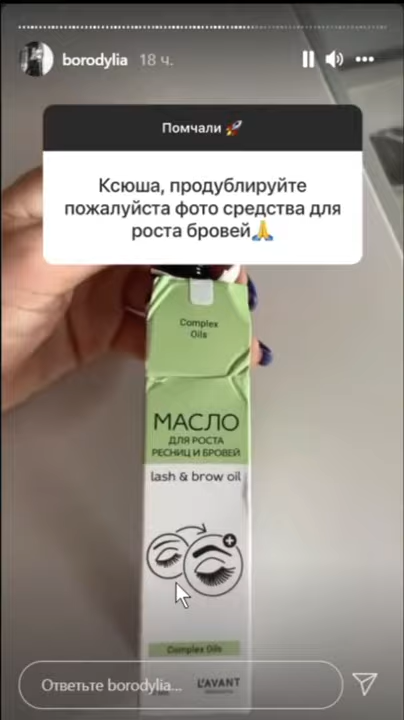 borodylia 18 ч.
Помчали 🚀
Ксюша, продублируйте
пожалуйста фото средства для
роста бровей🙏
Complex
Oils
МАСЛО
ДЛЯ РОСТА
РЕСНИЦ И БРОВЕЙ
lash & brow oil
Complex Oils
L'AVANT
Ответьте borodylia...